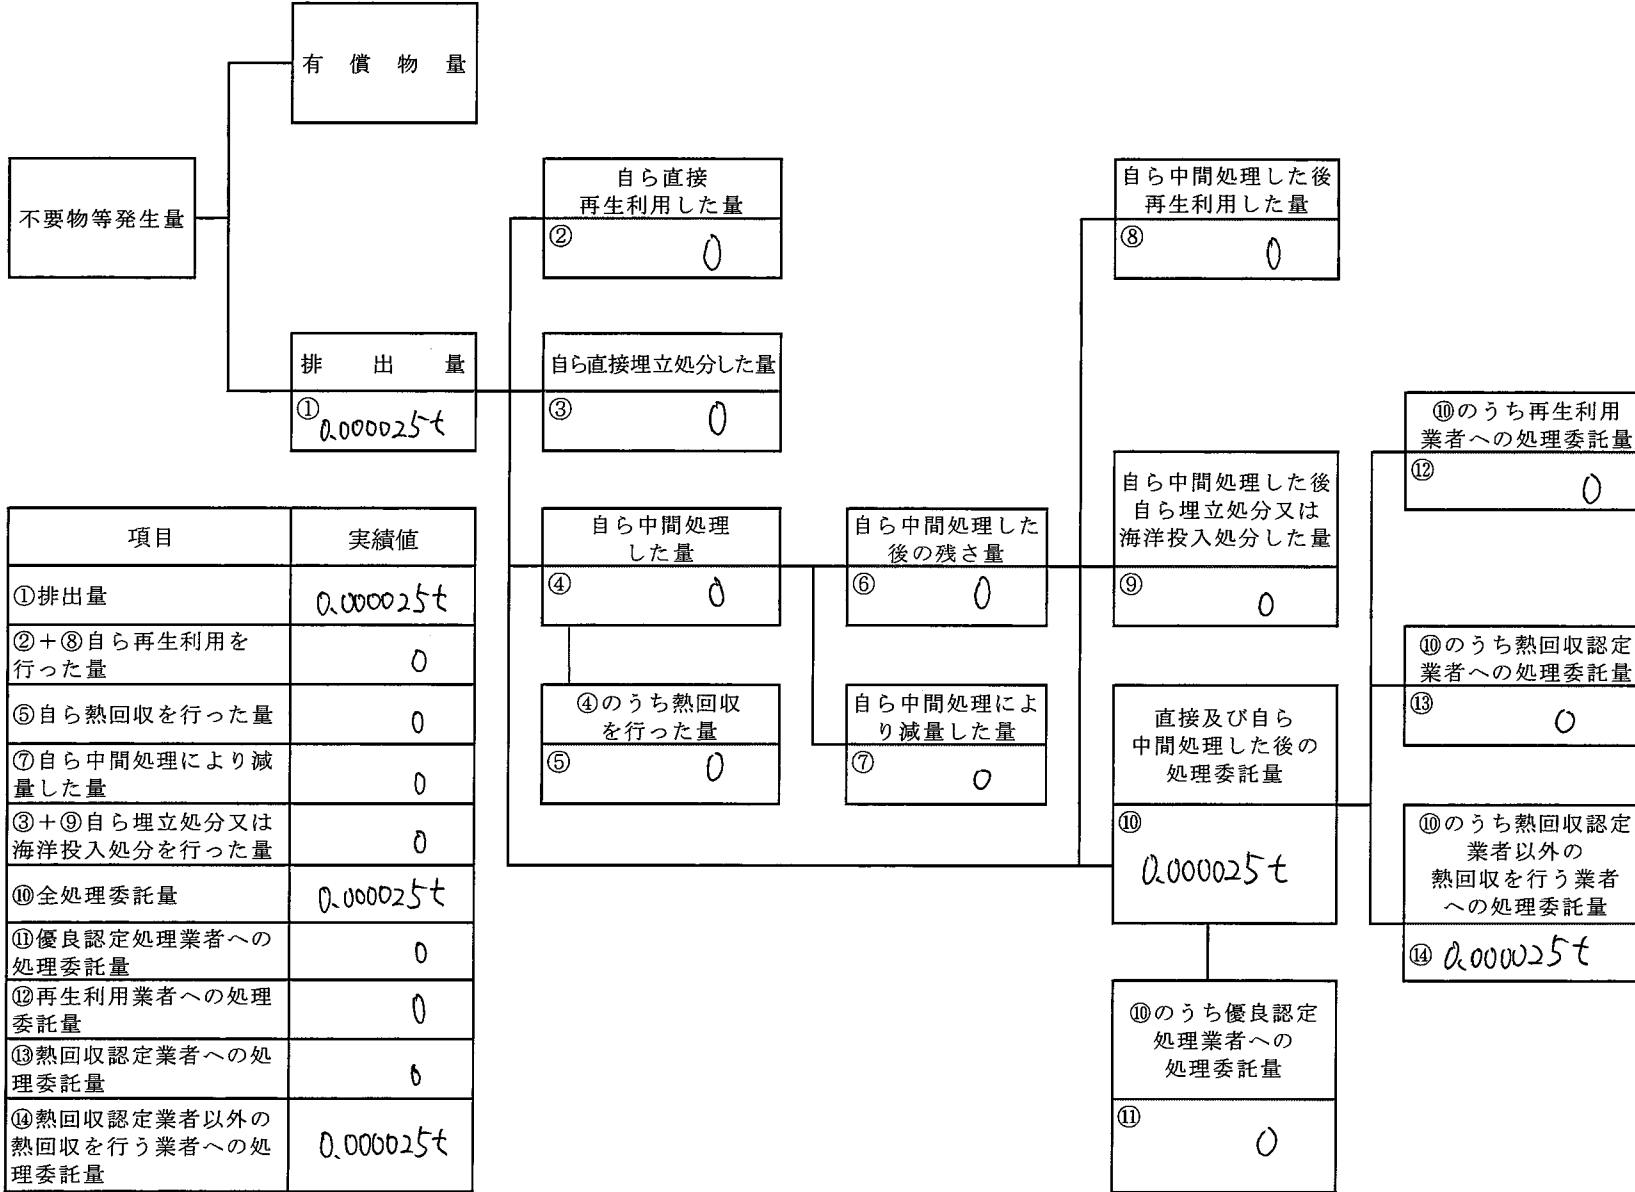 有償物量
不要物等発生量
排出量
① 0.000025t
自ら直接
再生利用した量
② 0
自ら直接埋立処分した量
③ 0
自ら中間処理
した量
④ 0
④のうち熱回収
を行った量
⑤ 0
自ら中間処理した
後の残さ量
⑥ 0
自ら中間処理によ
り減量した量
⑦ 0
自ら中間処理した後
再生利用した量
⑧ 0
自ら中間処理した後
自ら埋立処分又は
海洋投入処分した量
⑨ 0
直接及び自ら
中間処理した後の
処理委託量
⑩
0.000025t
⑩のうち優良認定
処理業者への
処理委託量
⑪ 0
⑩のうち再生利用
業者への処理委託量
⑫ 0
⑩のうち熱回収認定
業者への処理委託量
⑬ 0
⑩のうち熱回収認定
業者以外の
熱回収を行う業者
への処理委託量
⑭ 0.000025t
項目 実績値
①排出量 0.000025t
②+⑧自ら再生利用を
行った量 0
⑤自ら熱回収を行った量 0
⑦自ら中間処理により減
量した量 0
③+⑨自ら埋立処分又は
海洋投入処分を行った量 0
⑩全処理委託量 0.000025t
⑪優良認定処理業者への
処理委託量 0
⑫再生利用業者への処理
委託量 0
⑬熱回収認定業者への処
理委託量 0
⑭熱回収認定業者以外の
熱回収を行う業者への処
理委託量 0.000025t